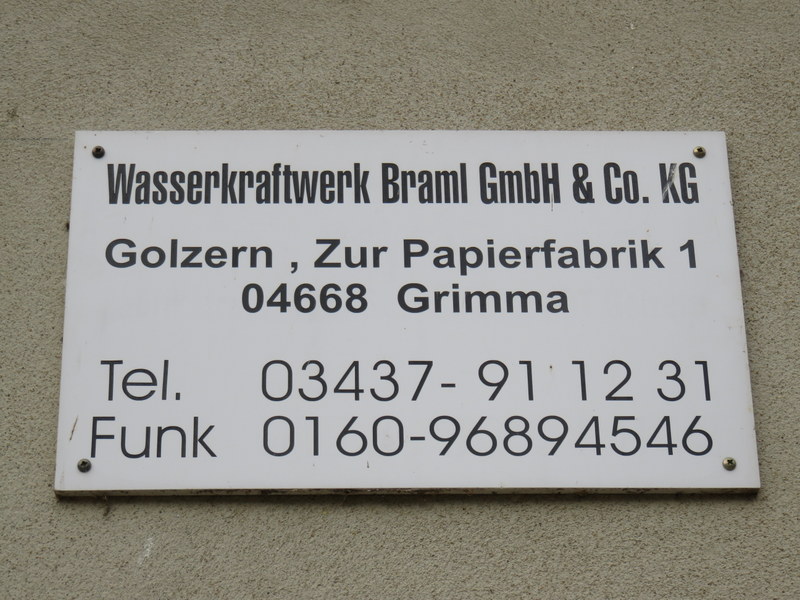 Wasserkraftwerk Braml GmbH & Co. KG
Golzern , Zur Papierfabrik 1
04668 Grimma
Tel. 03437- 91 12 31
Funk 0160-96894546